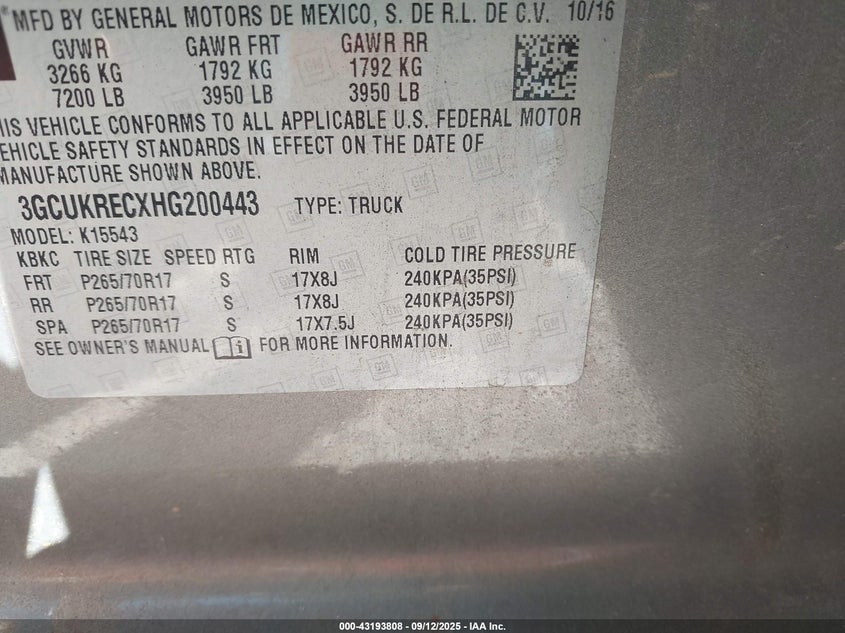 MFD BY GENERAL MOTORS DE MEXICO, S. DE R.L. DE C.V. 10/16
GVWR GAWR FRT GAWR RR
3266 KG 1792 KG 1792 KG
7200 LB 3950 LB 3950 LB
HIS VEHICLE CONFORMS TO ALL APPLICABLE U.S. FEDERAL MOTOR
EHICLE SAFETY STANDARDS IN EFFECT ON THE DATE OF
MANUFACTURE SHOWN ABOVE.
3GCUKRECXHG200443 TYPE: TRUCK
MODEL: K15543
KBKC TIRE SIZE SPEED RTG RIM COLD TIRE PRESSURE
FRT P265/70R17 S 17X8J 240KPA(35PSI)
RR P265/70R17 S 17X8J 240KPA(35PSI)
SPA P265/70R17 S 17X7.5J 240KPA(35PSI)
SEE OWNER'S MANUAL FOR MORE INFORMATION.
000-43193808 - 09/12/2025 - IAA Inc.